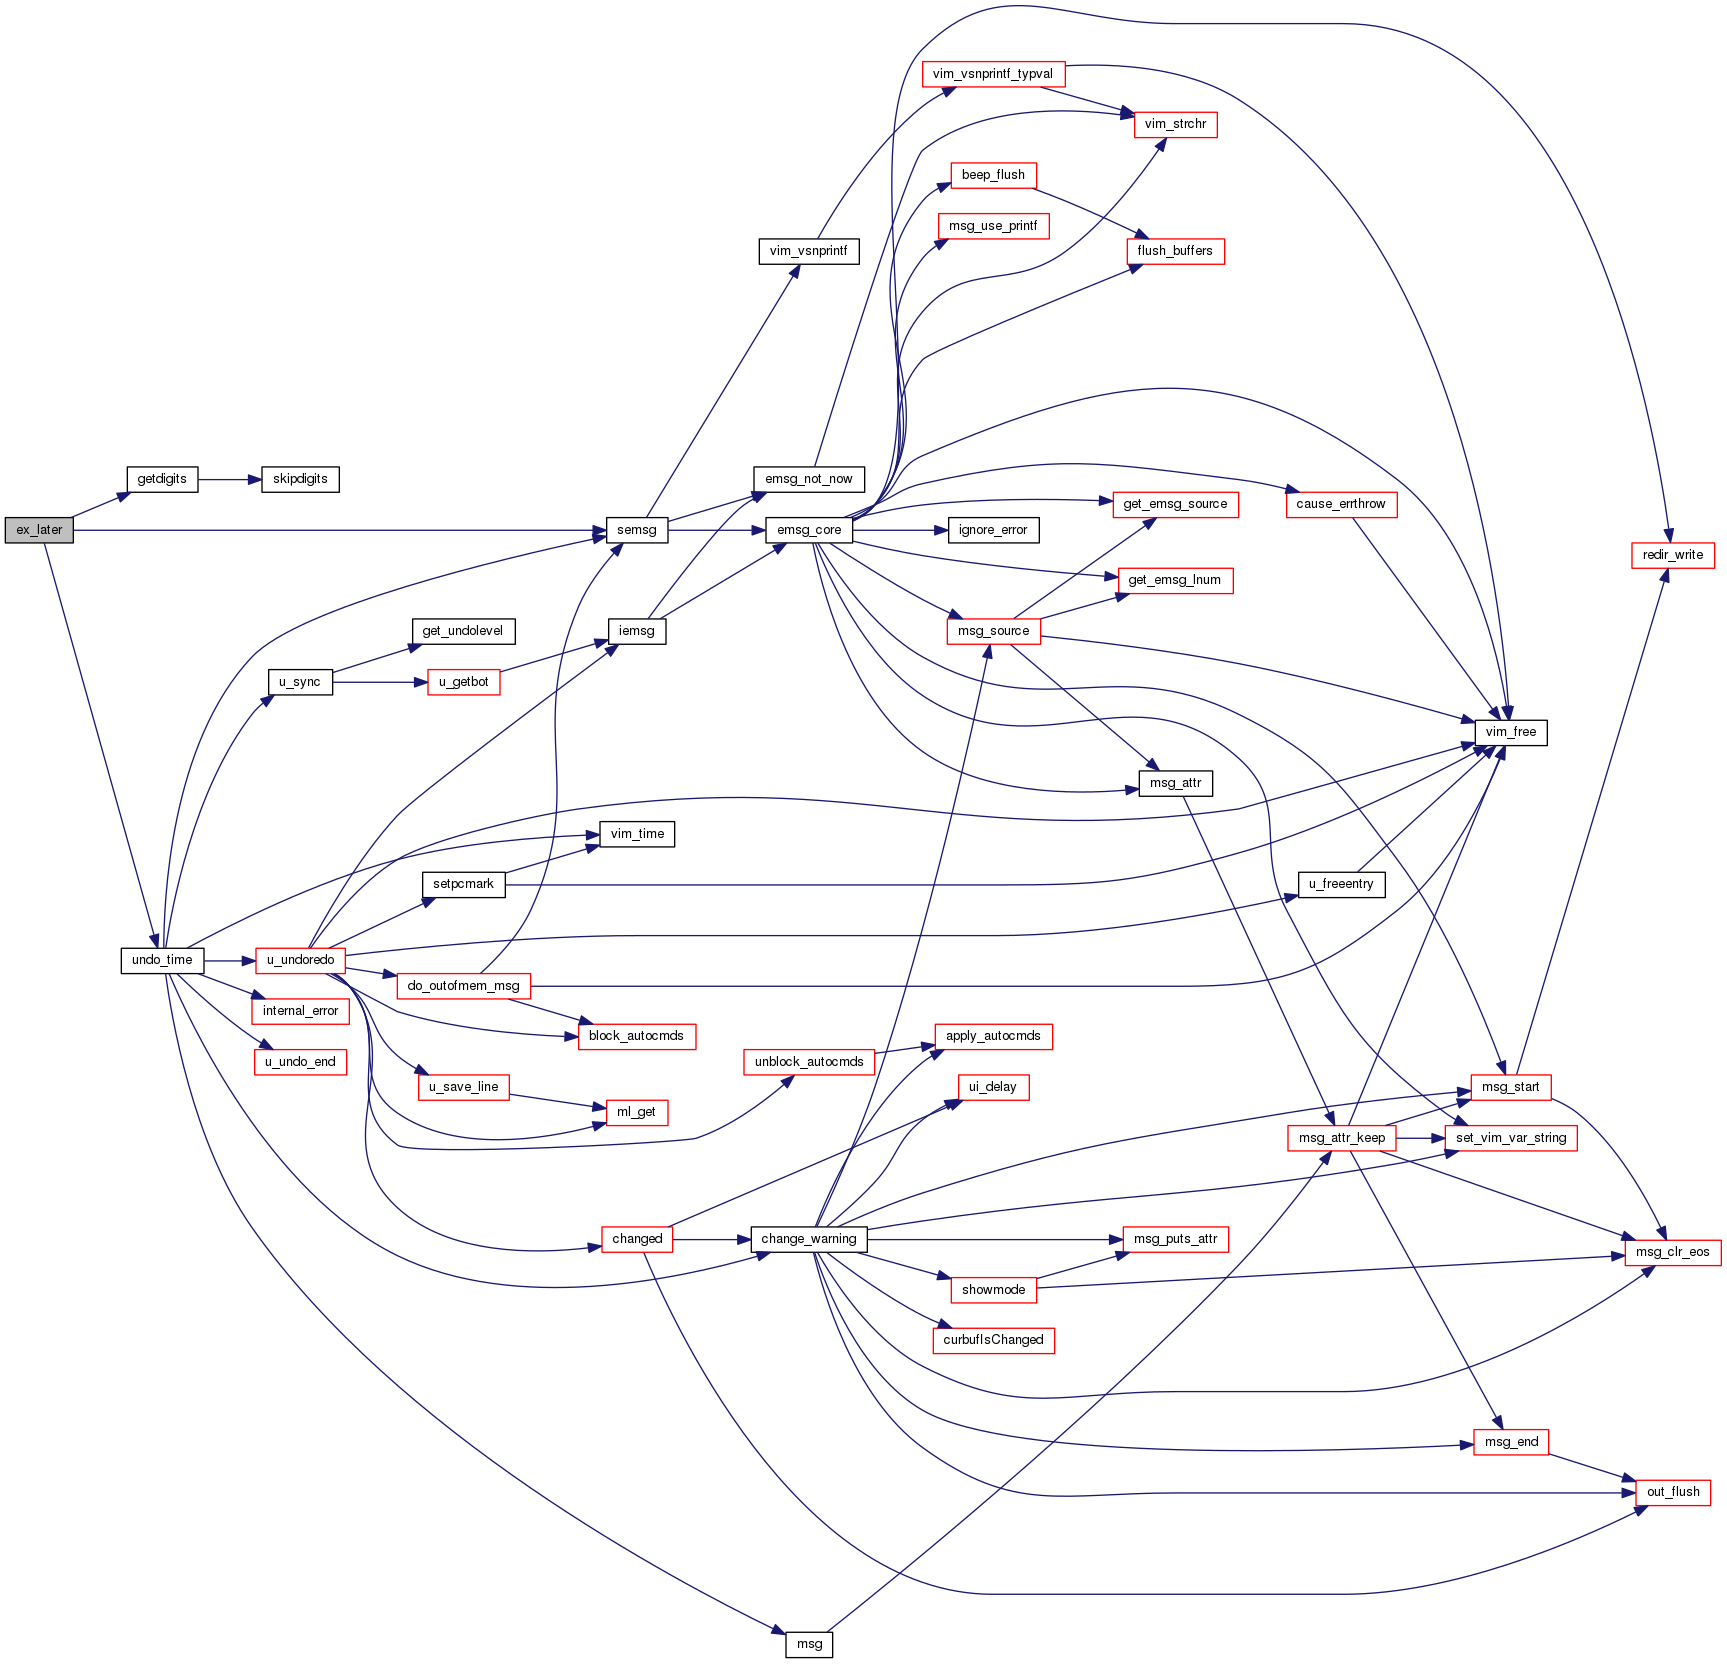 vim_vsnprintf_typval
vim_strchr
beep_flush
msg_use_printf
vim_vsnprintf
flush_buffers
getdigits
skipdigits
emsg_not_now
get_emsg_source
cause_errthrow
ex_later
semsg
emsg_core
ignore_error
redir_write
get_emsg_lnum
get_undolevel
iemsg
msg_source
u_sync
u_getbot
vim_free
msg_attr
vim_time
setpcmark
u_freeentry
undo_time
u_undoredo
do_outofmem_msg
internal_error
block_autocmds
apply_autocmds
u_undo_end
unblock_autocmds
u_save_line
ui_delay
msg_start
ml_get
msg_attr_keep
set_vim_var_string
changed
change_warning
msg_puts_attr
msg_clr_eos
showmode
curbufIsChanged
msg_end
out_flush
msg